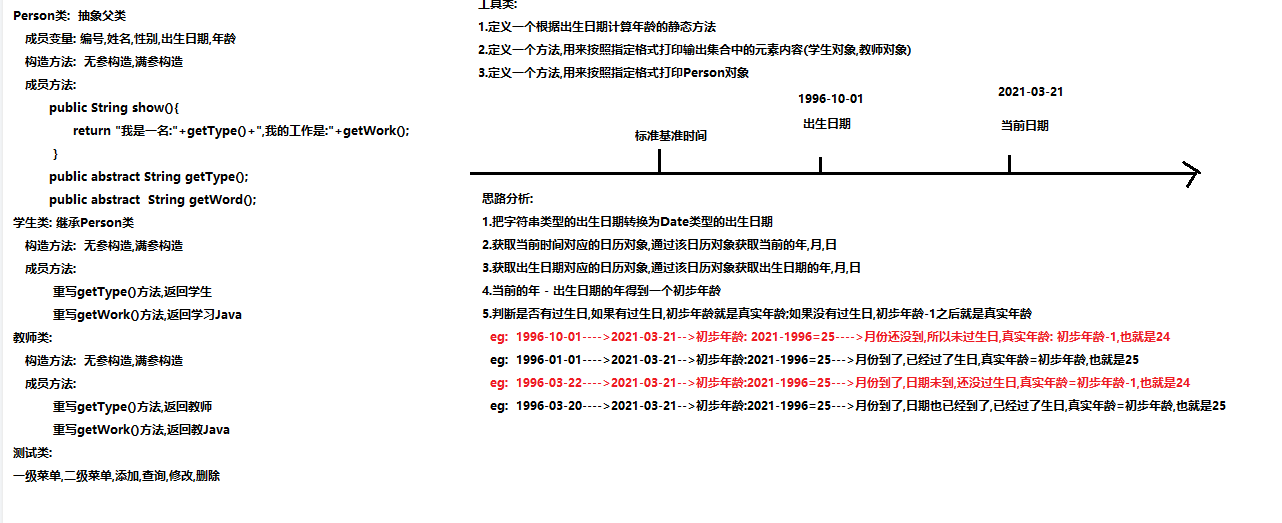 Person类: 抽象父类
成员变量: 编号,姓名,性别,出生日期,年龄
构造方法: 无参构造,满参构造
成员方法:
public String show(){
return "我是一名:"+getType()+",我的工作是:"+getWork();
}
public abstract String getType();
public abstract String getWord();
学生类: 继承Person类
构造方法: 无参构造,满参构造
成员方法:
重写getType()方法,返回学生
重写getWork()方法,返回学习Java
教师类:
构造方法: 无参构造,满参构造
成员方法:
重写getType()方法,返回教师
重写getWork()方法,返回教Java
测试类:
一级菜单,二级菜单,添加,查询,修改,删除
工具类:
1.定义一个根据出生日期计算年龄的静态方法
2.定义一个方法,用来按照指定格式打印输出集合中的元素内容(学生对象,教师对象)
3.定义一个方法,用来按照指定格式打印Person对象
标准基准时间
1996-10-01
出生日期
2021-03-21
当前日期
思路分析:
1.把字符串类型的出生日期转换为Date类型的出生日期
2.获取当前时间对应的日历对象,通过该日历对象获取当前的年,月,日
3.获取出生日期对应的日历对象,通过该日历对象获取出生日期的年,月,日
4.当前的年 - 出生日期的年得到一个初步年龄
5.判断是否有过生日,如果有过生日,初步年龄就是真实年龄;如果没有过生日,初步年龄-1之后就是真实年龄
eg: 1996-10-01---->2021-03-21-->初步年龄: 2021-1996=25---->月份还没到,所以未过生日,真实年龄: 初步年龄-1,也就是24
eg: 1996-01-01---->2021-03-21-->初步年龄:2021-1996=25--->月份到了,已经过了生日,真实年龄=初步年龄,也就是25
eg: 1996-03-22---->2021-03-21-->初步年龄:2021-1996=25--->月份到了,日期未到,还没过生日,真实年龄=初步年龄-1,也就是24
eg: 1996-03-20---->2021-03-21-->初步年龄:2021-1996=25--->月份到了,日期也已经到了,已经过了生日,真实年龄=初步年龄,也就是25